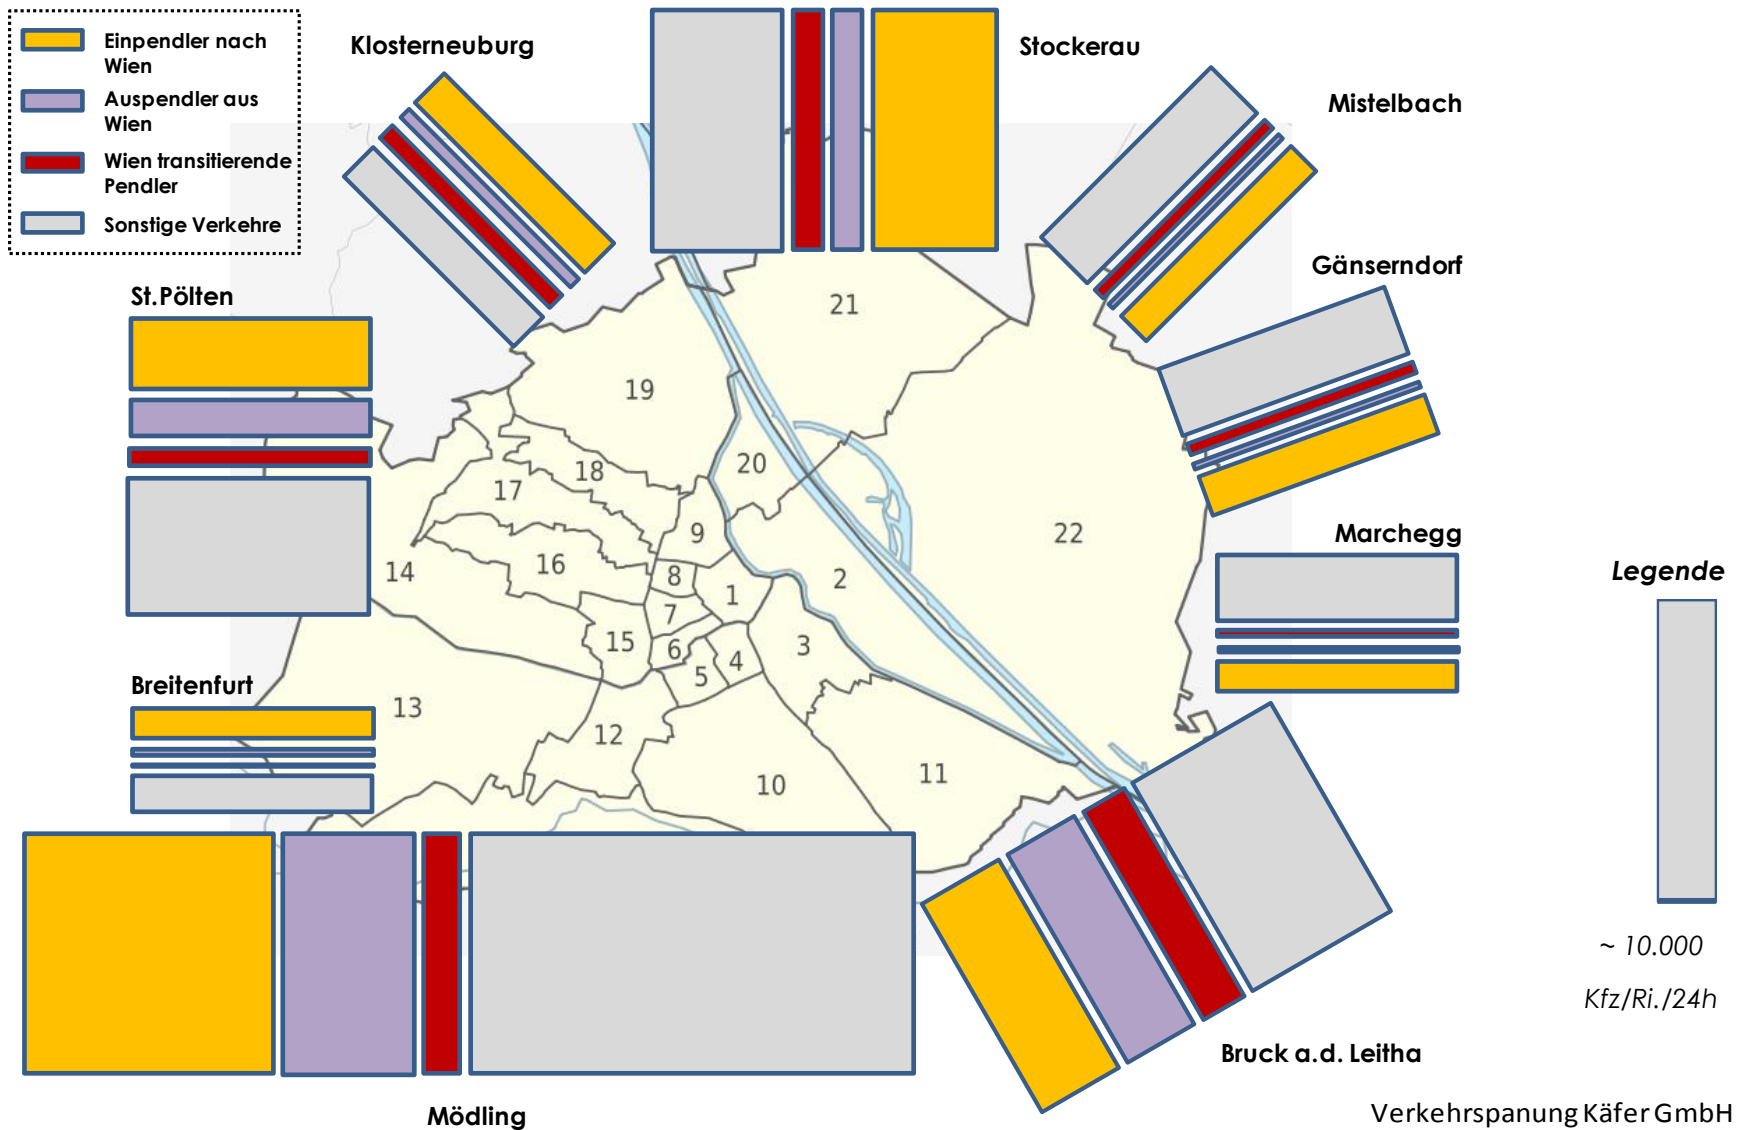 Einpendler nach
Wien
Auspendler aus
Wien
Wien transitierende
Pendler
Sonstige Verkehre
Klosterneuburg
Stockerau
Mistelbach
Gänserndorf
St.Pölten
Marchegg
Breitenfurt
21
19
20
18
17
9
22
16
14
8
2
1
7
15
6
3
4
5
13
12
11
10
Legende
~ 10.000
Kfz/Ri./24h
Bruck a.d. Leitha
Mödling
Verkehrspanung Käfer GmbH